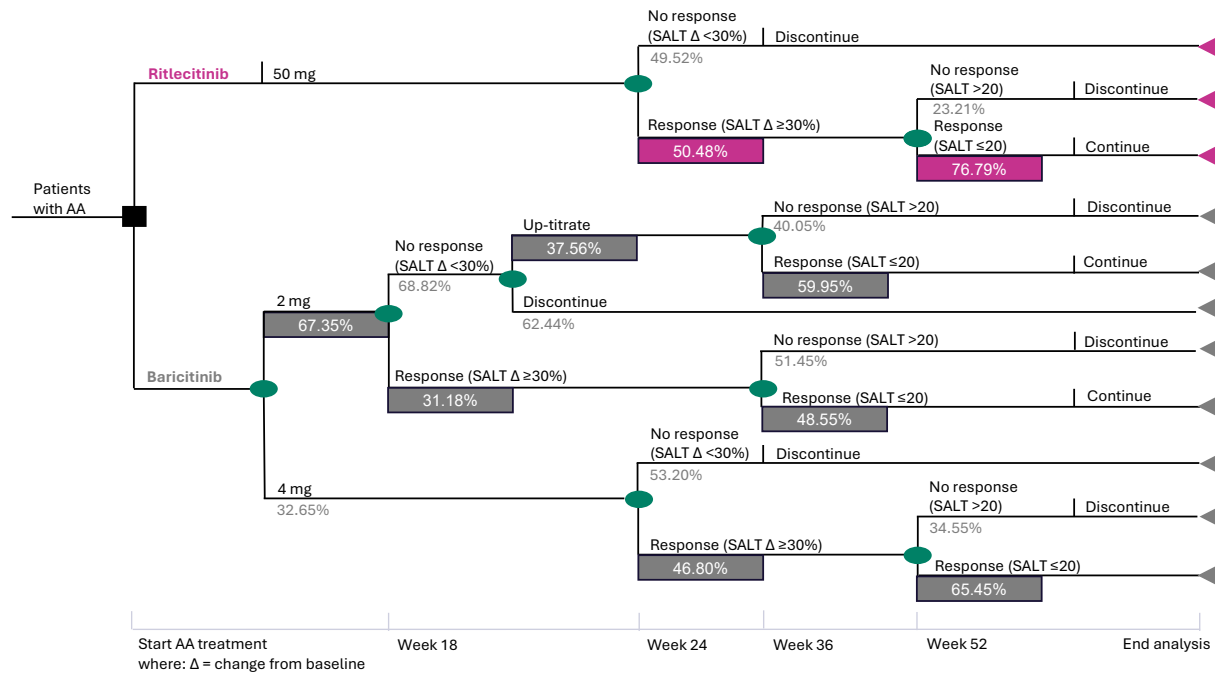 No response
(SALT Δ <30%)
Discontinue
49.52%
Ritlecitinib
50 mg
No response
(SALT >20)
Discontinue
23.21%
Response (SALT Δ ≥30%)
50.48%
Response
(SALT ≤20)
Continue
76.79%
Patients
with AA
No response (SALT >20)
Discontinue
40.05%
Up-titrate
37.56%
No response
(SALT Δ <30%)
68.82%
Response (SALT ≤20)
Continue
59.95%
2 mg
67.35%
Discontinue
62.44%
No response (SALT >20)
Discontinue
51.45%
Baricitinib
Response (SALT Δ ≥30%)
31.18%
Response (SALT ≤20)
Continue
48.55%
No response
(SALT Δ <30%)
Discontinue
53.20%
4 mg
32.65%
No response
(SALT >20)
Discontinue
34.55%
Response (SALT Δ ≥30%)
46.80%
Response (SALT ≤20)
65.45%
Start AA treatment
where: Δ = change from baseline
Week 18
Week 24
Week 36
Week 52
End analysis